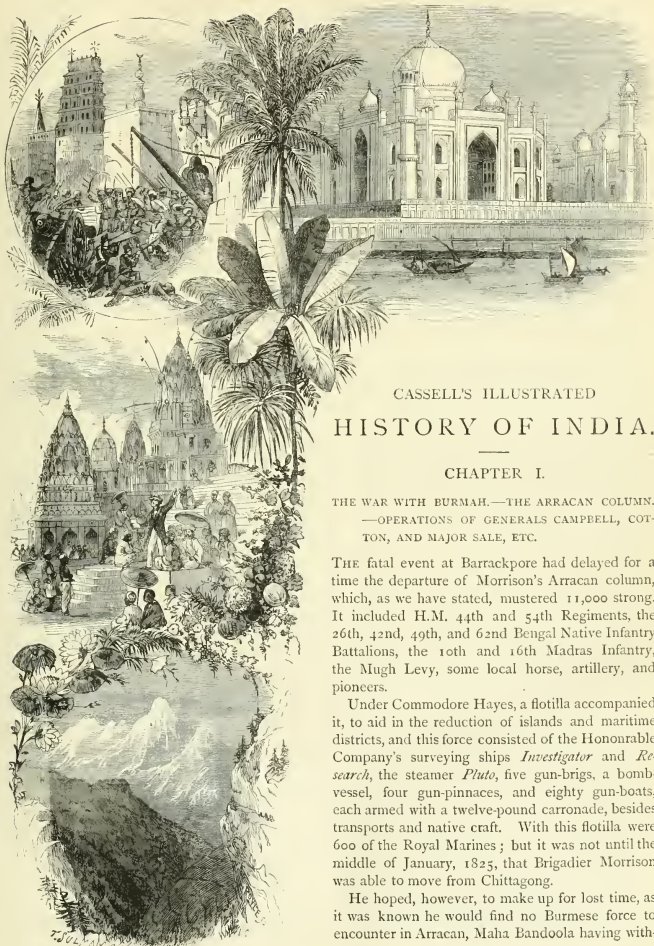 CASSELL'S ILLUSTRATED
HISTORY OF INDIA.
CHAPTER I.
THE WAR WITH BURMAH.—THE ARRACAN COLUMN.
—OPERATIONS OF GENERALS CAMPBELL, COT-
TON, AND MAJOR SALE, ETC.
THE fatal event at Barrackpore had delayed for a
time the departure of Morrison's Arracan column,
which, as we have stated, mustered 11,000 strong.
It included H.M. 44th and 54th Regiments, the
26th, 42nd, 49th, and 62nd Bengal Native Infantry
Battalions, the 10th and 16th Madras Infantry,
the Mugh Levy, some local horse, artillery, and
pioneers.
Under Commodore Hayes, a flotilla accompanied
it, to aid in the reduction of islands and maritime
districts, and this force consisted of the Hononrable
Company's surveying ships Investigator and Re-
search, the steamer Pluto, five gun-brigs, a bomb-
vessel, four gun-pinnaces, and eighty gun-boats,
each armed with a twelve-pound carronade, besides
transports and native craft. With this flotilla were
600 of the Royal Marines; but it was not until the
middle of January, 1825, that Brigadier Morrison
was able to move from Chittagong.
He hoped, however, to make up for lost time, as
it was known he would find no Burmese force to
encounter in Arracan, Maha Bandoola having with-